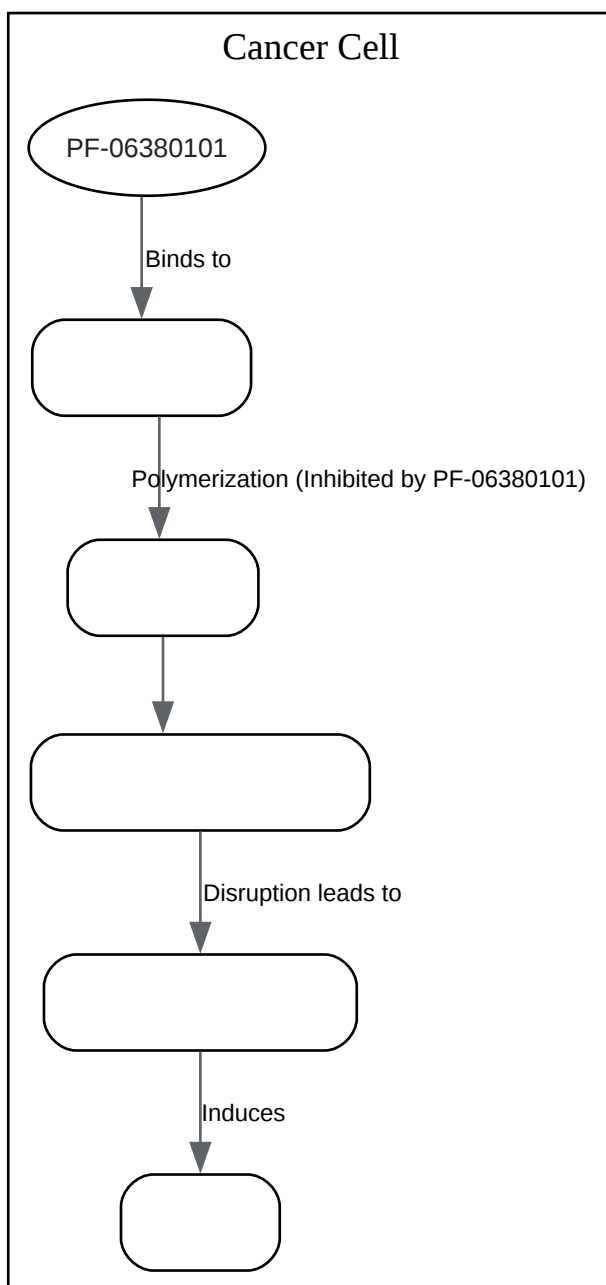 Cancer Cell
PF-06380101
Binds to
Polymerization (Inhibited by PF-06380101)
Disruption leads to
Induces